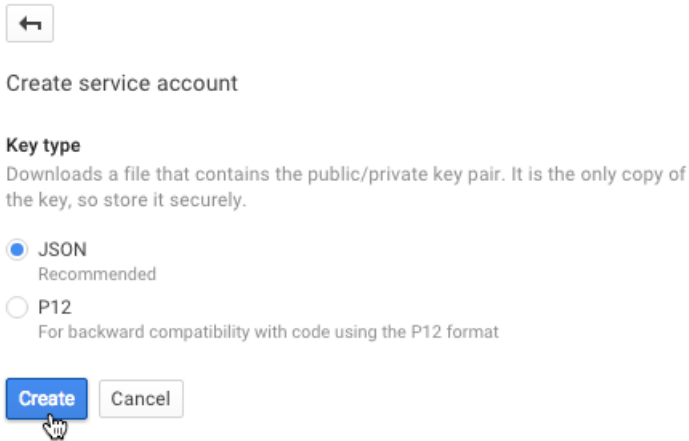 Create service account
Key type
Downloads a file that contains the public/private key pair. It is the only copy of
the key, so store it securely.
JSON
Recommended
P12
For backward compatibility with code using the P12 format
Create Cancel